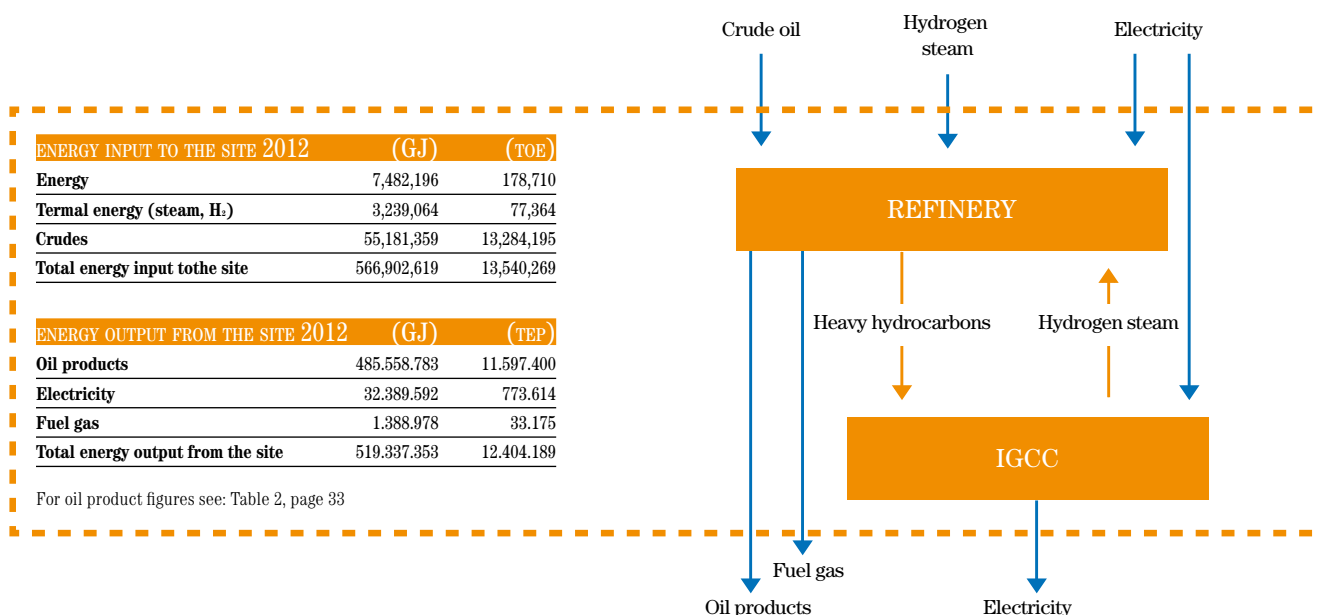 Crude oil
Hydrogen
steam
Electricity
ENERGY INPUT TO THE SITE 2012 (GJ) (TOE)
Energy 7,482,196 178,710
Termal energy (steam, H₂) 3,239,064 77,364
Crudes 55,181,359 13,284,195
Total energy input tothe site 566,902,619 13,540,269
ENERGY OUTPUT FROM THE SITE 2012 (GJ) (TEP)
Oil products 485.558.783 11.597.400
Electricity 32.389.592 773.614
Fuel gas 1.388.978 33.175
Total energy output from the site 519.337.353 12.404.189
For oil product figures see: Table 2, page 33
REFINERY
Heavy hydrocarbons
Hydrogen steam
IGCC
Fuel gas
Oil products
Electricity